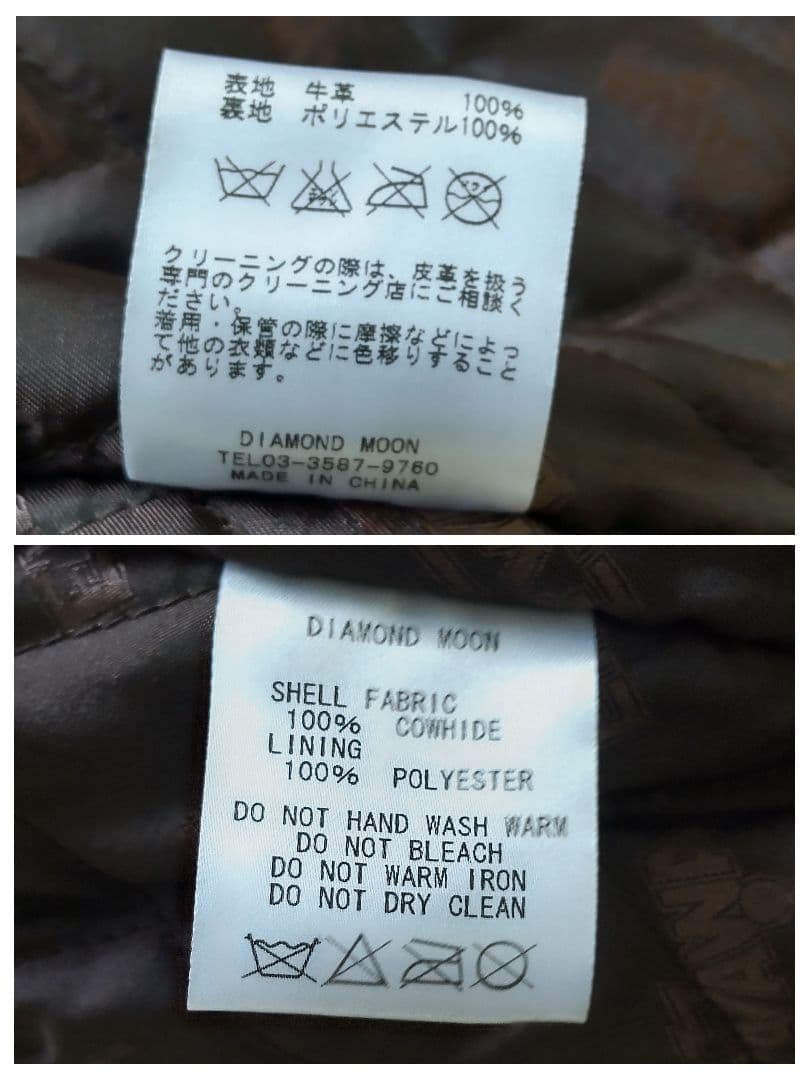 表地 牛革 100%
裏地 ポリエステル100%
クリーニングの際は、皮革を扱う
専門のクリーニング店にご相談く
ださい。
着用・保管の際に摩擦などによっ
て他の衣類などに色移りすること
があります。
DIAMOND MOON
TEL03-3587-9760
MADE IN CHINA
DIAMOND MOON
SHELL FABRIC
100% COWHIDE
LINING
100% POLYESTER
DO NOT HAND WASH WARM
DO NOT BLEACH
DO NOT WARM IRON
DO NOT DRY CLEAN